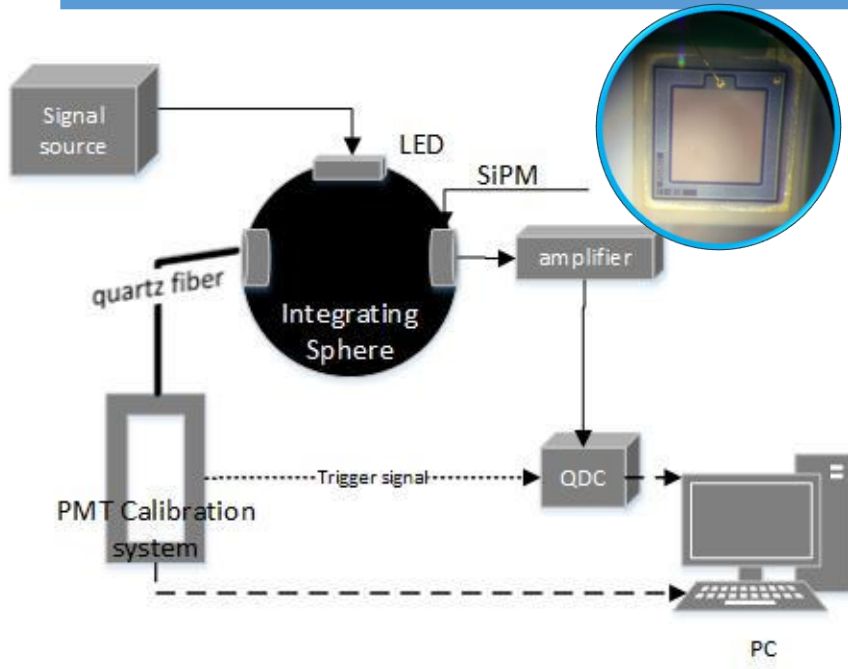 Signal
source
LED
SiPM
amplifier
quartz fiber
Integrating
Sphere
Trigger signal
QDC
PMT Calibration
system
PC